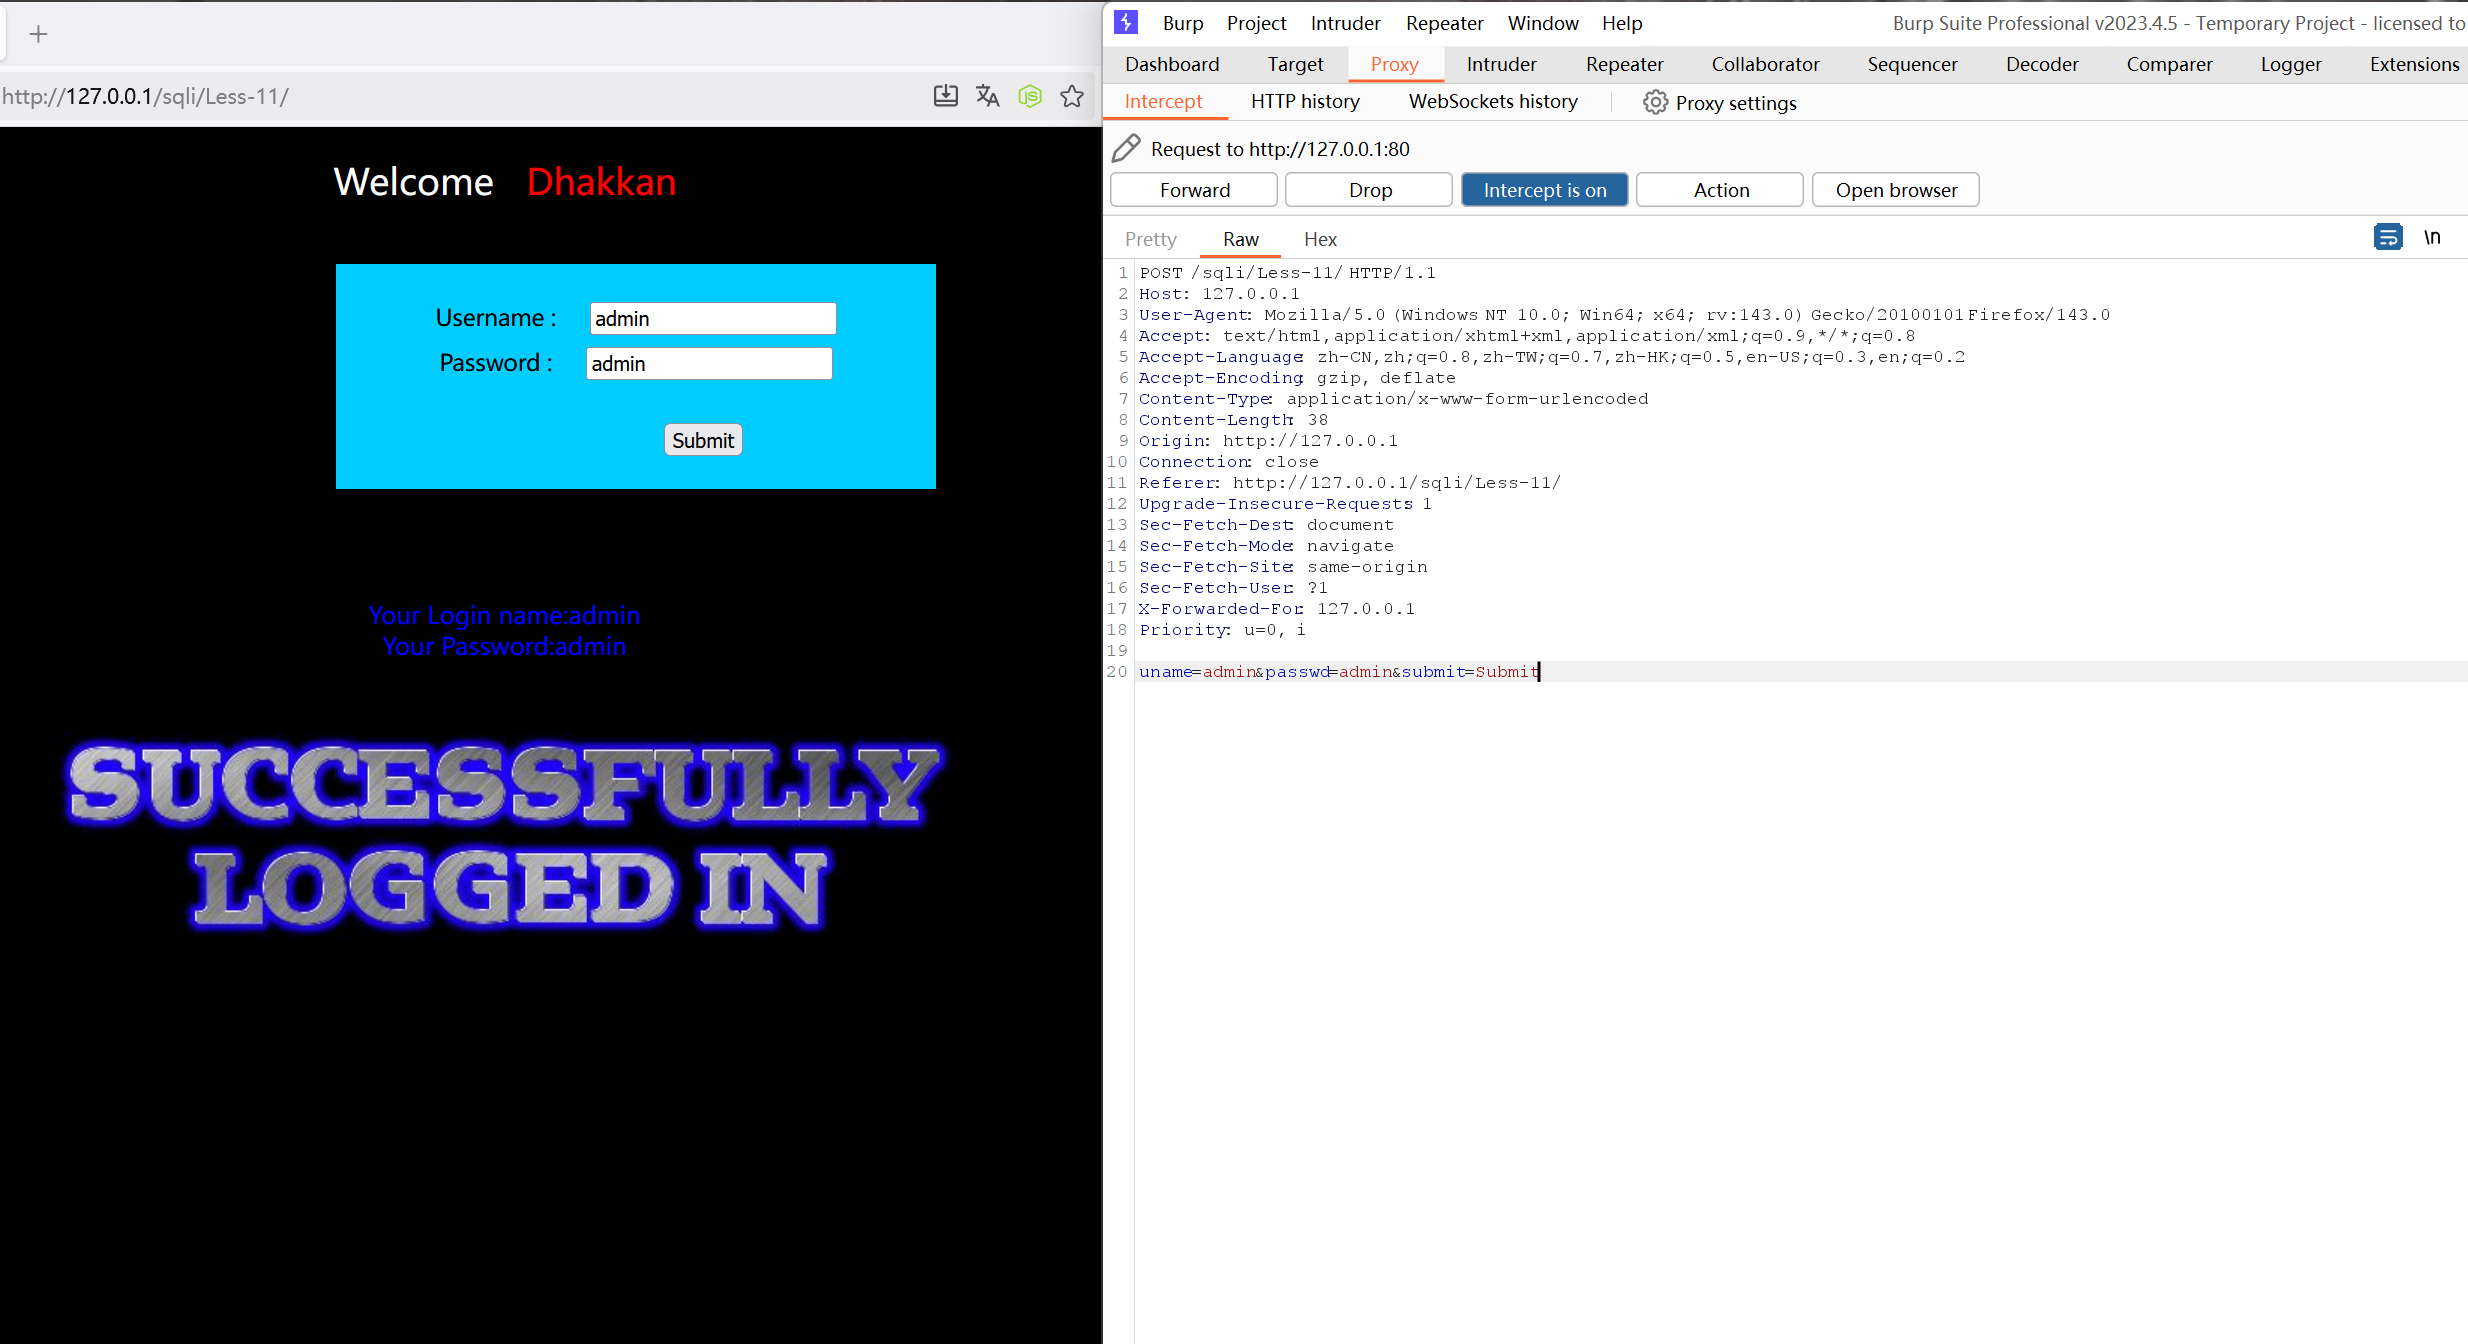 http://127.0.0.1/sqli/Less-11/
Welcome Dhakkan
Username : admin
Password : admin
Submit
Your Login name:admin
Your Password:admin
SUCCESSFULLY
LOGGED IN
Burp Project Intruder Repeater Window Help Burp Suite Professional v2023.4.5 - Temporary Project - licensed to
Dashboard Target Proxy Intruder Repeater Collaborator Sequencer Decoder Comparer Logger Extensions
Intercept HTTP history WebSockets history Proxy settings
Request to http://127.0.0.1:80
Forward Drop Intercept is on Action Open browser
Pretty Raw Hex \n
1 POST /sqli/Less-11/ HTTP/1.1
2 Host: 127.0.0.1
3 User-Agent: Mozilla/5.0 (Windows NT 10.0; Win64; x64; rv:143.0) Gecko/20100101 Firefox/143.0
4 Accept: text/html,application/xhtml+xml,application/xml;q=0.9,*/*;q=0.8
5 Accept-Language: zh-CN,zh;q=0.8,zh-TW;q=0.7,zh-HK;q=0.5,en-US;q=0.3,en;q=0.2
6 Accept-Encoding: gzip, deflate
7 Content-Type: application/x-www-form-urlencoded
8 Content-Length: 38
9 Origin: http://127.0.0.1
10 Connection: close
11 Referer: http://127.0.0.1/sqli/Less-11/
12 Upgrade-Insecure-Requests: 1
13 Sec-Fetch-Dest: document
14 Sec-Fetch-Mode: navigate
15 Sec-Fetch-Site: same-origin
16 Sec-Fetch-User: ?1
17 X-Forwarded-For: 127.0.0.1
18 Priority: u=0, i
19
20 uname=admin&passwd=admin&submit=Submit